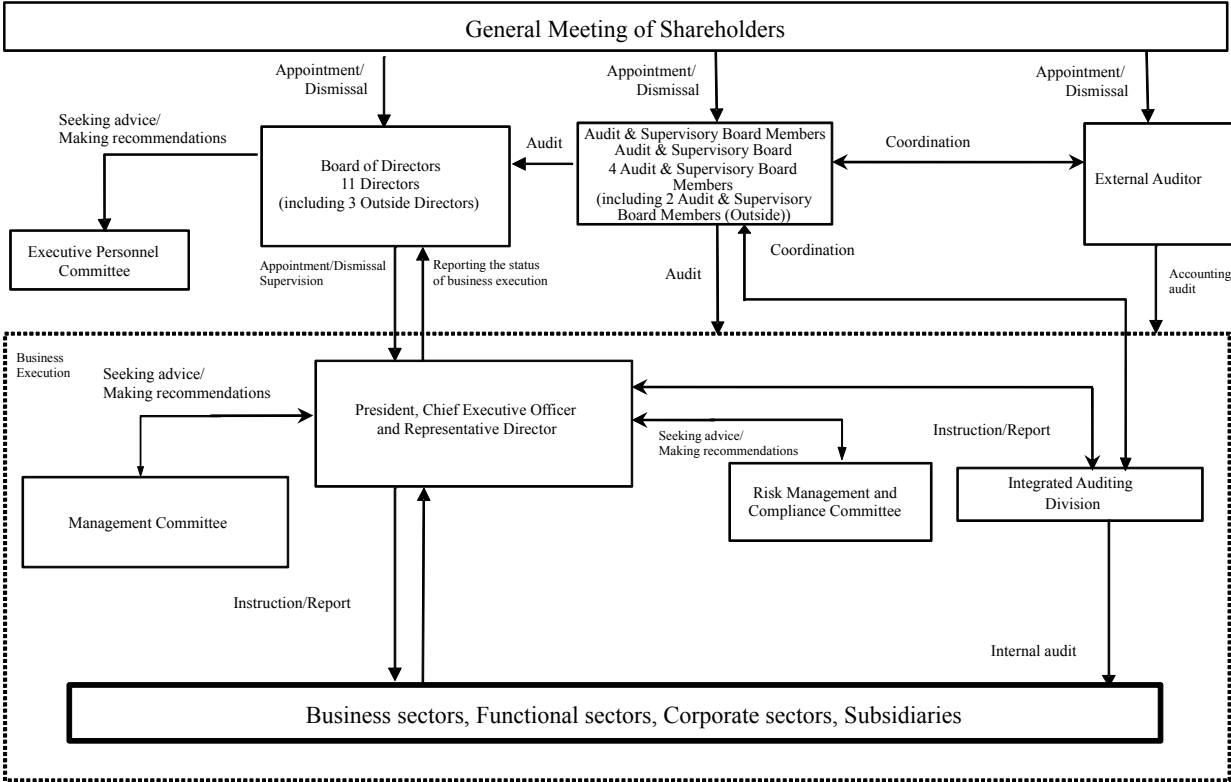 General Meeting of Shareholders
Appointment/
Dismissal
Appointment/
Dismissal
Appointment/
Dismissal
Seeking advice/
Making recommendations
Board of Directors
11 Directors
(including 3 Outside Directors)
Audit
Audit & Supervisory Board Members
Audit & Supervisory Board
4 Audit & Supervisory Board
Members
(including 2 Audit & Supervisory
Board Members (Outside))
Coordination
External Auditor
Executive Personnel
Committee
Appointment/Dismissal
Supervision
Reporting the status
of business execution
Audit
Coordination
Accounting
audit
Business
Execution
Seeking advice/
Making recommendations
President, Chief Executive Officer
and Representative Director
Seeking advice/
Making recommendations
Instruction/Report
Management Committee
Risk Management and
Compliance Committee
Integrated Auditing
Division
Instruction/Report
Internal audit
Business sectors, Functional sectors, Corporate sectors, Subsidiaries